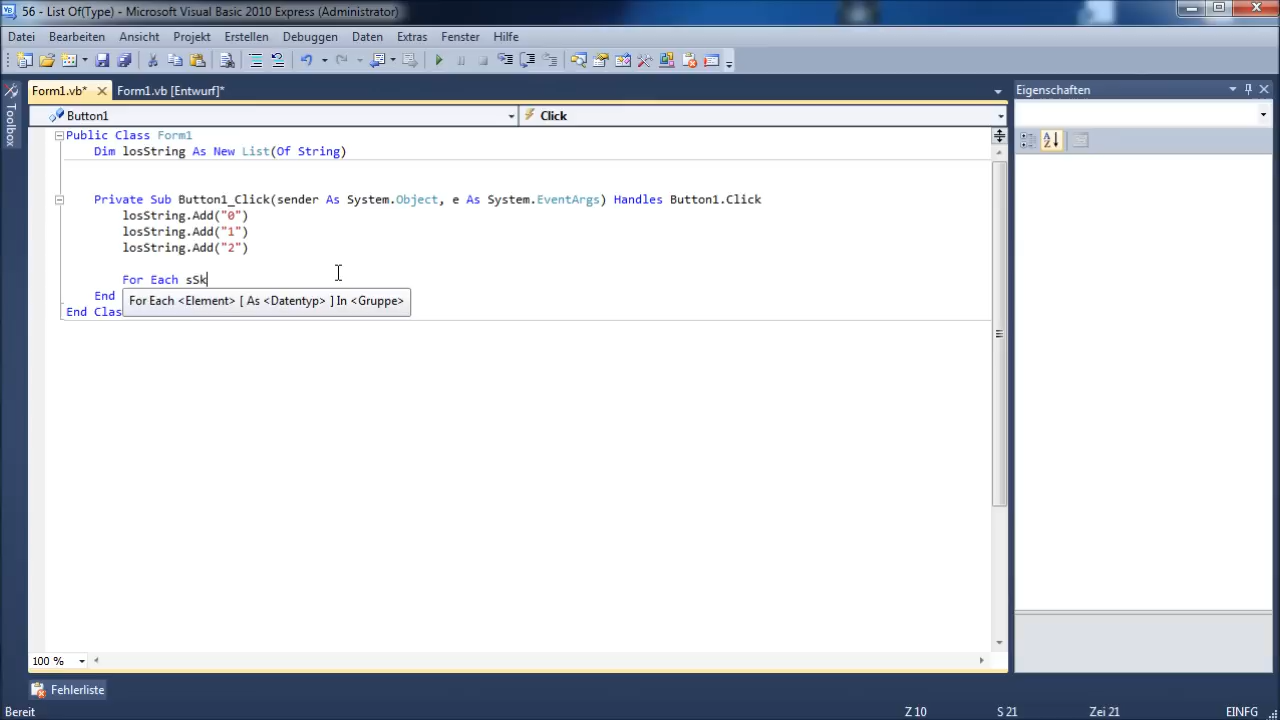 56 - List Of(Type) - Microsoft Visual Basic 2010 Express (Administrator)
Datei Bearbeiten Ansicht Projekt Erstellen Debuggen Daten Extras Fenster Hilfe
Form1.vb* Form1.vb [Entwurf]* Eigenschaften
Toolbox
Button1 Click
Public Class Form1
Dim losString As New List(Of String)
Private Sub Button1_Click(sender As System.Object, e As System.EventArgs) Handles Button1.Click
losString.Add("0")
losString.Add("1")
losString.Add("2")
For Each sSk
End
For Each <Element> [ As <Datentyp> ] In <Gruppe>
End Clas
100 %
Fehlerliste
Bereit Z 10 S 21 Zei 21 EINFG